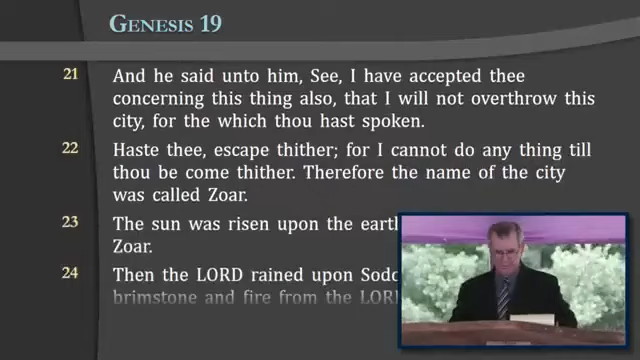 GENESIS 19
21 And he said unto him, See, I have accepted thee
concerning this thing also, that I will not overthrow this
city, for the which thou hast spoken.
22 Haste thee, escape thither; for I cannot do any thing till
thou be come thither. Therefore the name of the city
was called Zoar.
23 The sun was risen upon the earth
Zoar.
24 Then the LORD rained upon
brimstone and fire from the LORD